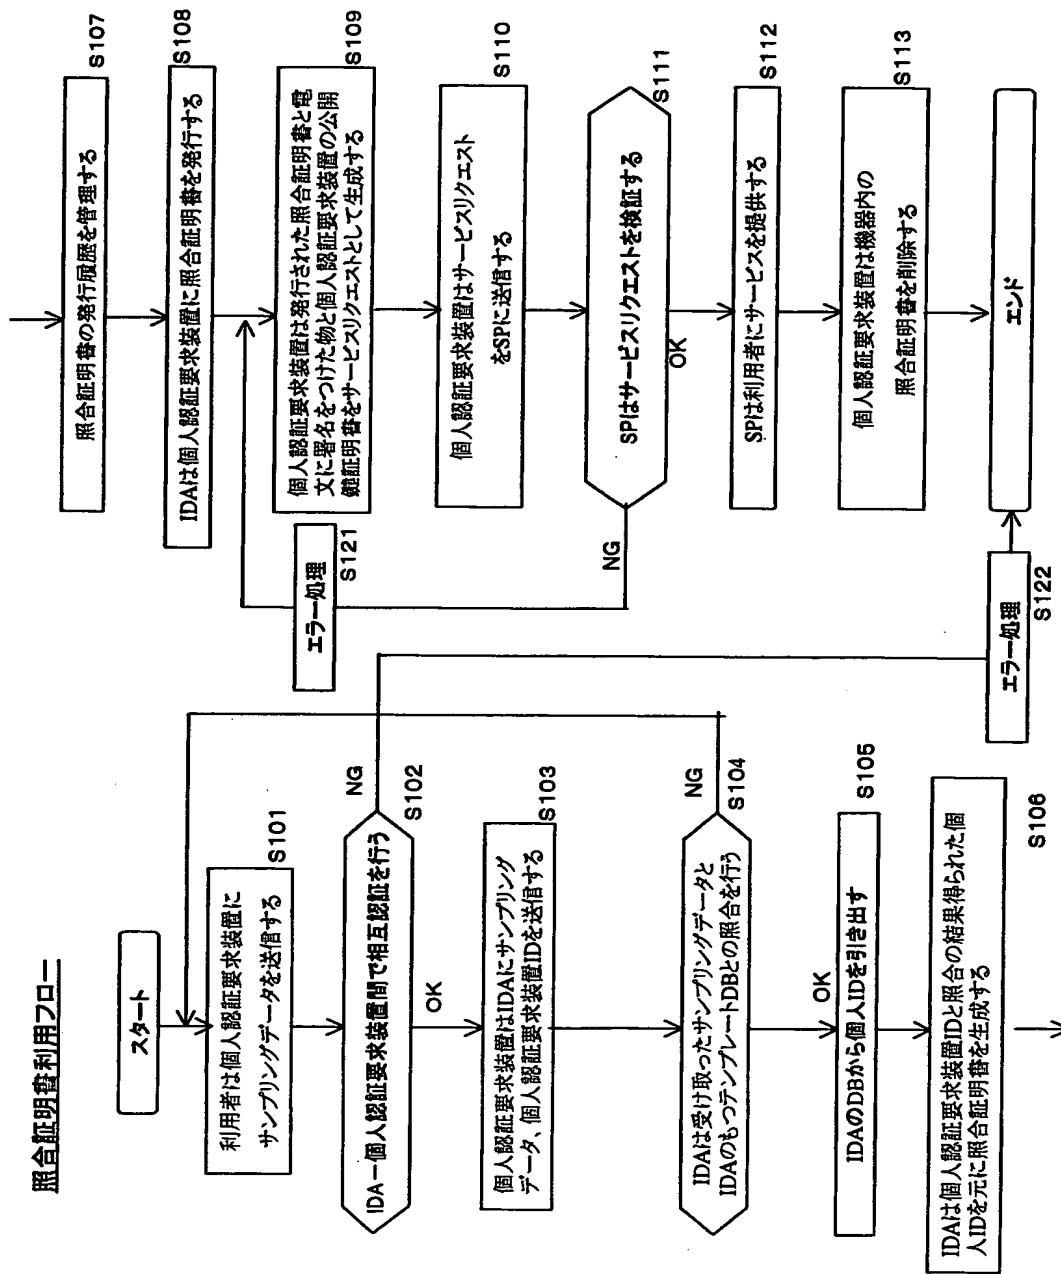 照合証明書利用フロー
スタート
利用者は個人認証要求装置に
サンプリングデータを送信する
S101
IDAー個人認証要求装置間で相互認証を行う
S102
NG
OK
個人認証要求装置はIDAにサンプリング
データ、個人認証要求装置IDを送信する
S103
IDAは受け取ったサンプリングデータと
IDAのもつテンプレートDBとの照合を行う
S104
NG
OK
IDAのDBから個人IDを引き出す
S105
IDAは個人認証要求装置IDと照合の結果得られた個
人IDを元に照合証明書を生成する
S106
照合証明書の発行履歴を管理する
S107
IDAは個人認証要求装置に照合証明書を発行する
S108
個人認証要求装置は発行された照合証明書と電
文に署名をつけた物と個人認証要求装置の公開
鍵証明書をサービスリクエストとして生成する
S109
個人認証要求装置はサービスリクエスト
をSPに送信する
S110
SPはサービスリクエストを検証する
S111
NG
OK
エラー処理
S121
SPは利用者にサービスを提供する
S112
個人認証要求装置は機器内の
照合証明書を削除する
S113
エラー処理
S122
エンド